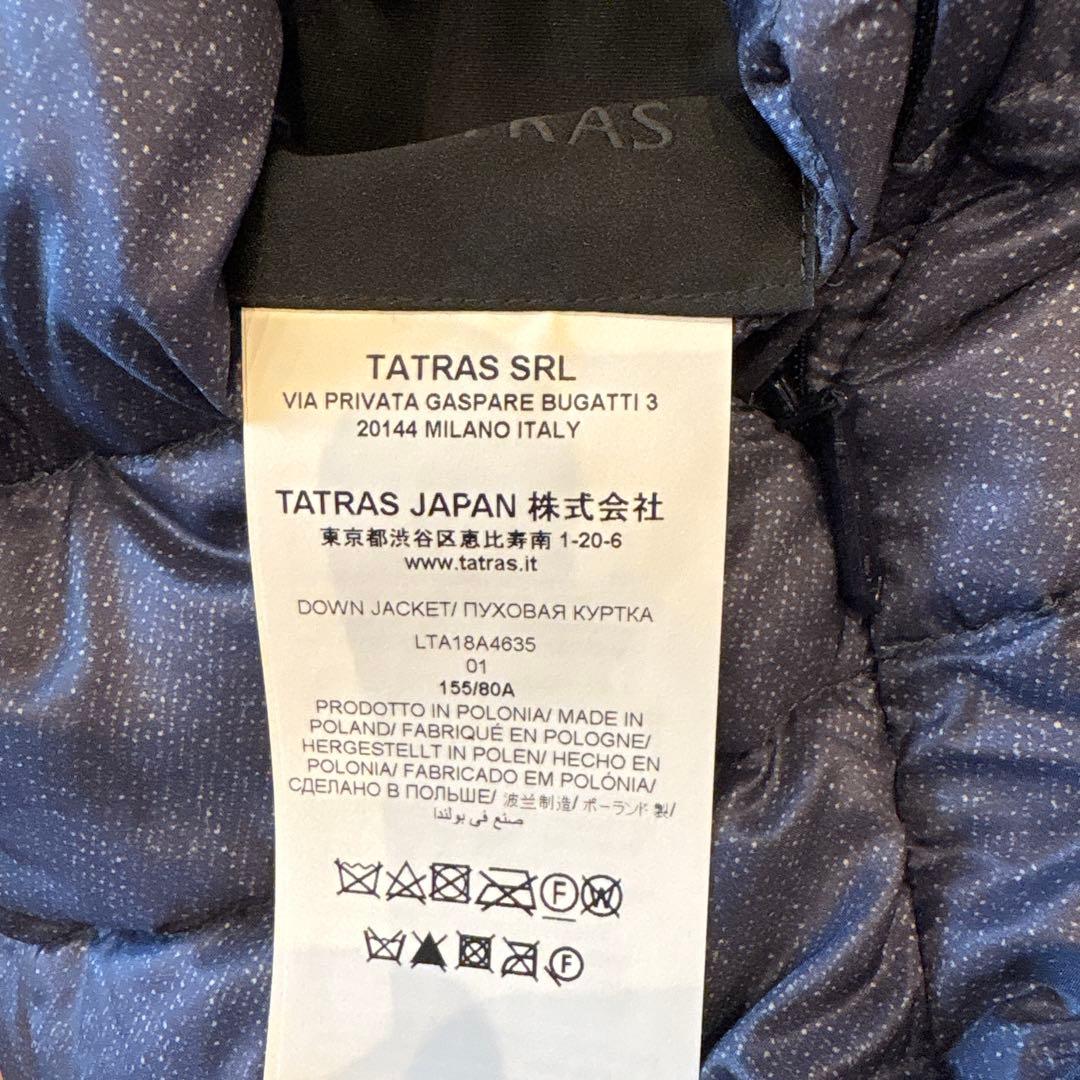 TRAS
TATRAS SRL
VIA PRIVATA GASPARE BUGATTI 3
20144 MILANO ITALY
TATRAS JAPAN 株式会社
東京都渋谷区恵比寿南 1-20-6
www.tatras.it
DOWN JACKET/ ПУХОВАЯ КУРТКА
LTA18A4635
01
155/80A
PRODOTTO IN POLONIA/ MADE IN
POLAND/ FABRIQUÉ EN POLOGNE/
HERGESTELLT IN POLEN/ HECHO EN
POLONIA/ FABRICADO EM POLÓNIA/
СДЕЛАНО В ПОЛЬШЕ/ 波兰制造/ ポーランド製/
صنع في بولندا
F W
F